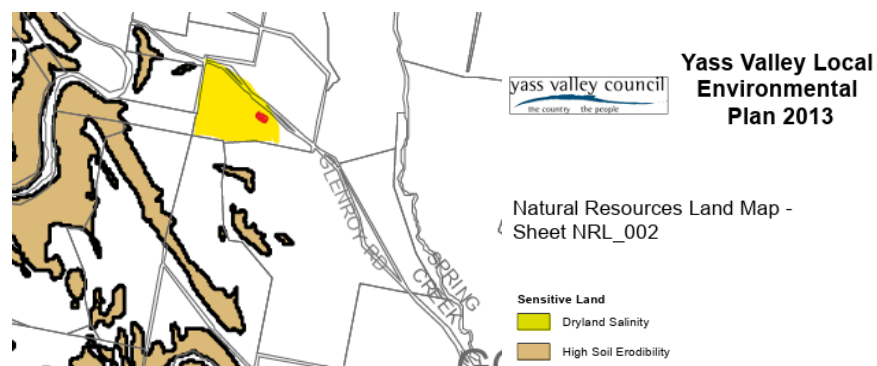 GLENROY RD
SPRING
CREEK
yass valley council
the country the people
Yass Valley Local
Environmental
Plan 2013
Natural Resources Land Map -
Sheet NRL_002
Sensitive Land
Dryland Salinity
High Soil Erodibility